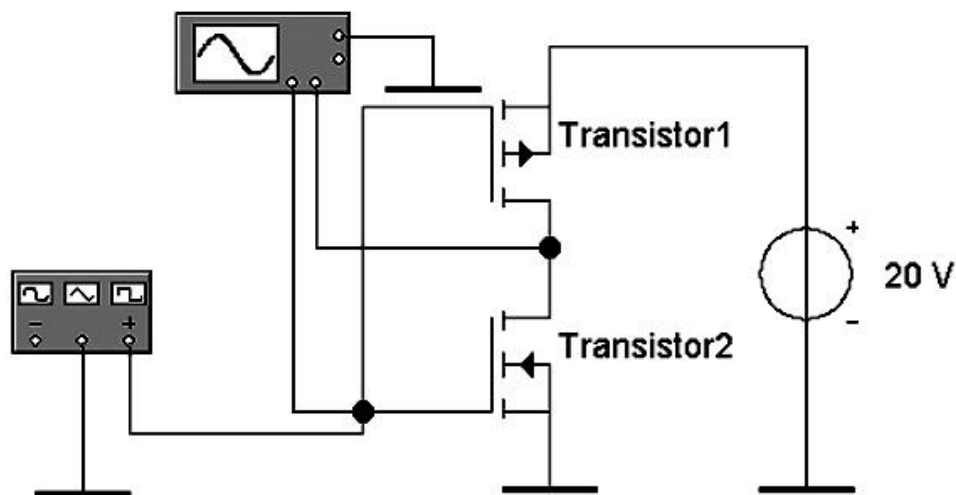 Transistor1
+
20 V
-
- +
Transistor2